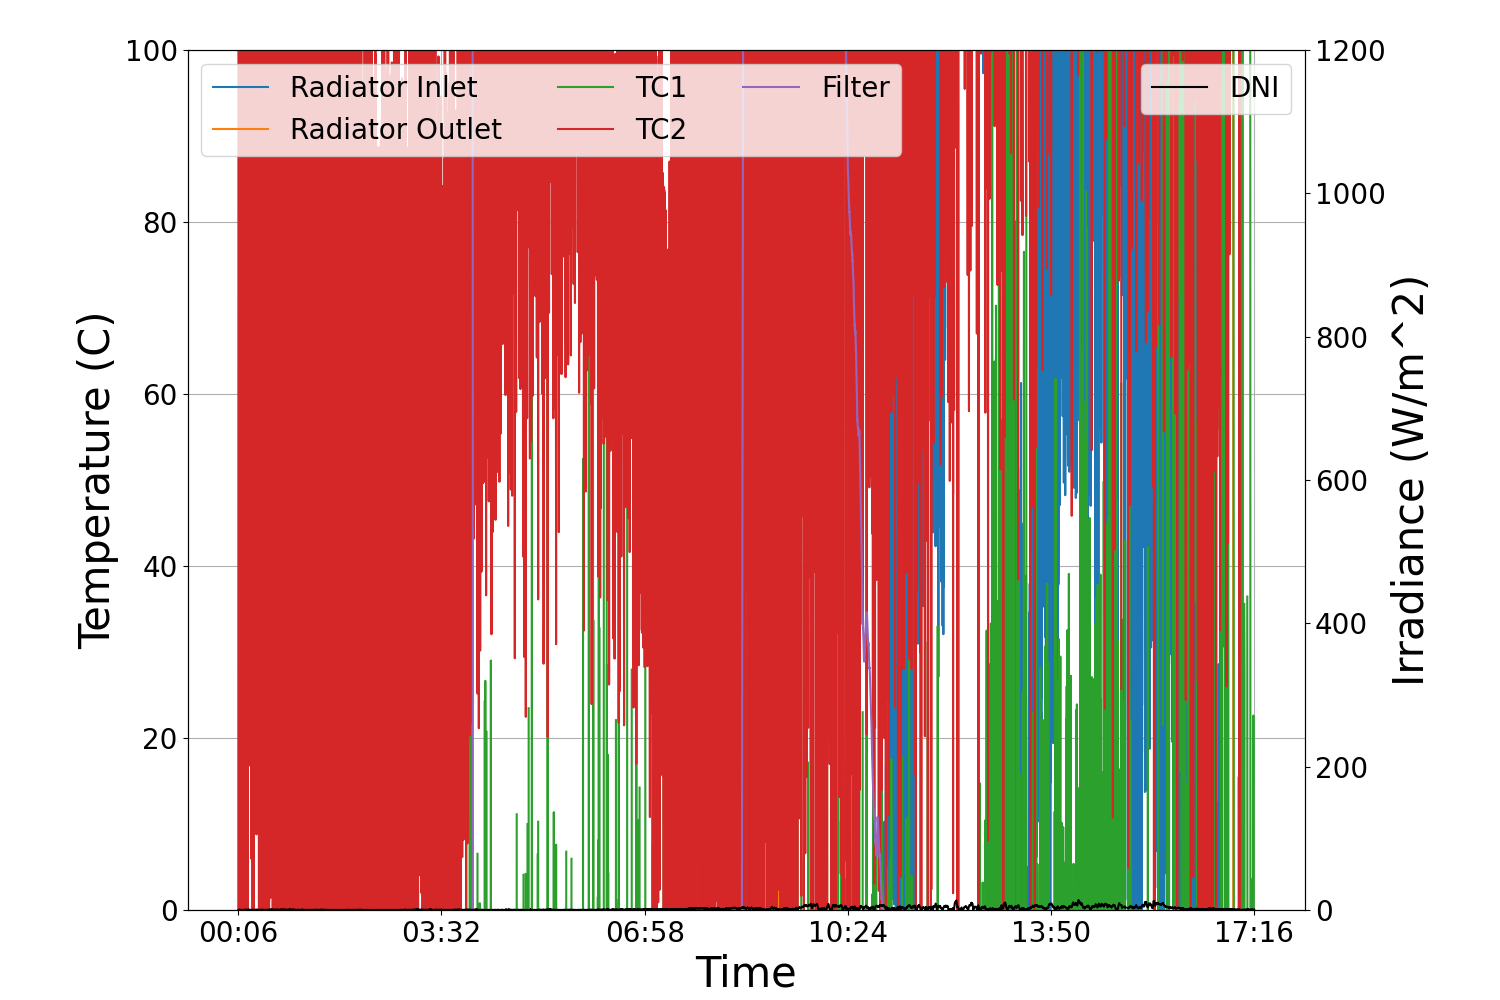 100
80
60
40
20
0
Temperature (C)
Radiator Inlet
Radiator Outlet
TC1
TC2
Filter
DNI
1200
1000
800
600
400
200
0
Irradiance (W/m^2)
00:06
03:32
06:58
10:24
13:50
17:16
Time